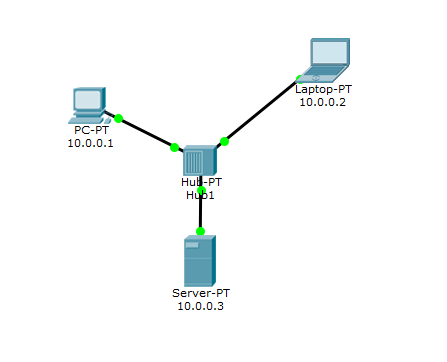 Laptop-PT
10.0.0.2
PC-PT
10.0.0.1
Hub-PT
Hub1
Server-PT
10.0.0.3